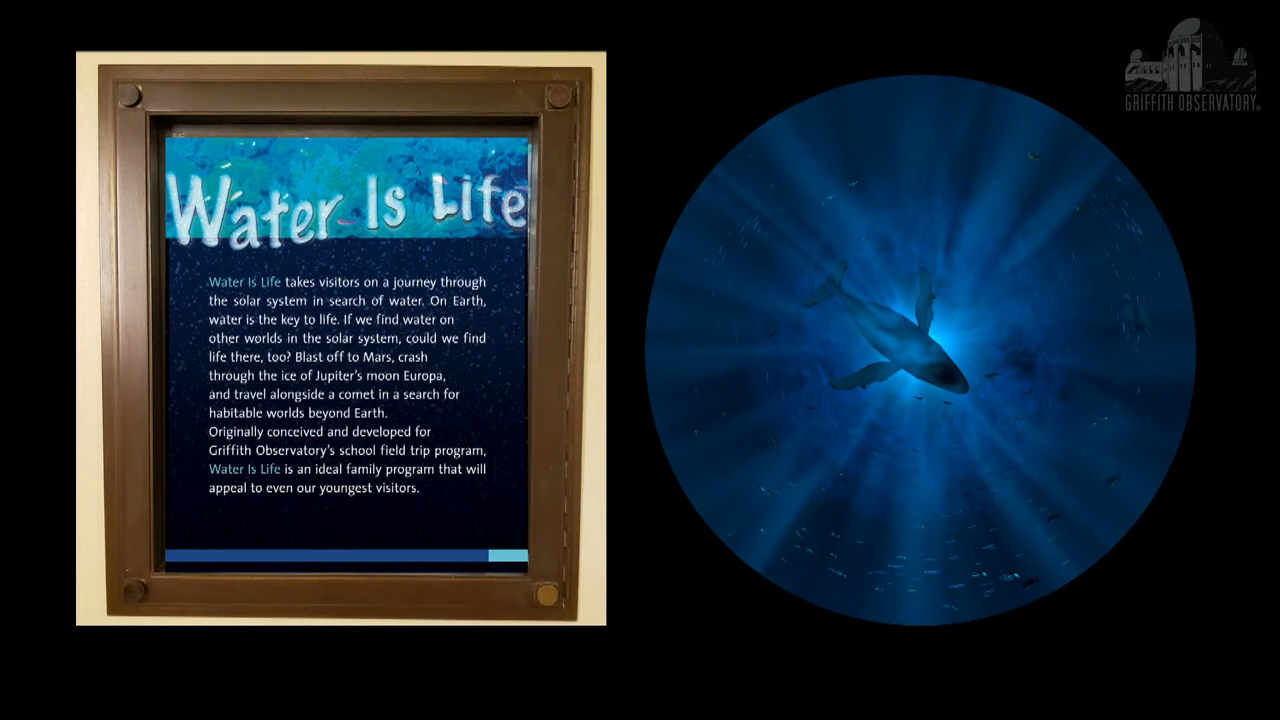 Water Is Life
Water Is Life takes visitors on a journey through
the solar system in search of water. On Earth,
water is the key to life. If we find water on
other worlds in the solar system, could we find
life there, too? Blast off to Mars, crash
through the ice of Jupiter's moon Europa,
and travel alongside a comet in a search for
habitable worlds beyond Earth.
Originally conceived and developed for
Griffith Observatory's school field trip program,
Water Is Life is an ideal family program that will
appeal to even our youngest visitors.
GRIFFITH OBSERVATORY